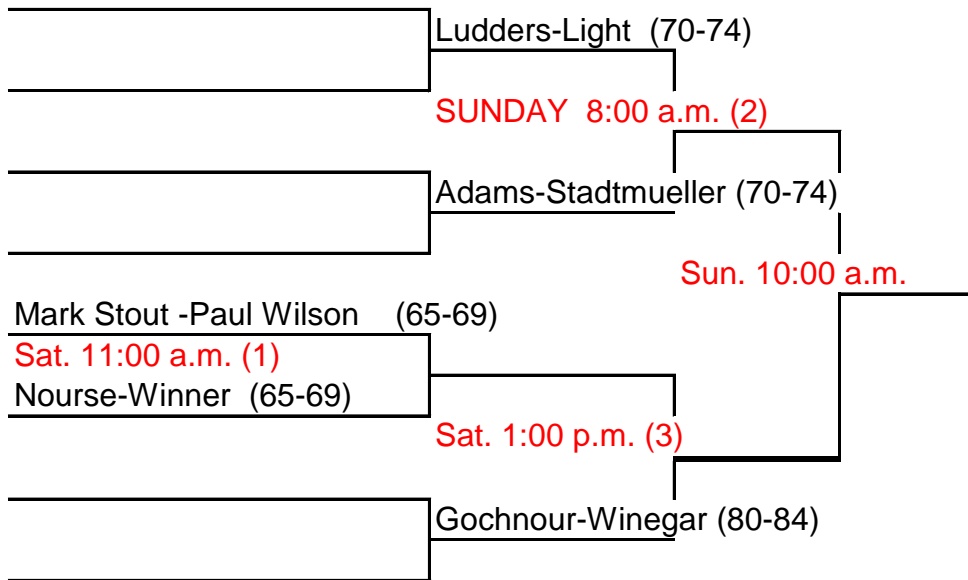 Ludders-Light (70-74)
SUNDAY 8:00 a.m. (2)
Adams-Stadtmueller (70-74)
Sun. 10:00 a.m.
Mark Stout -Paul Wilson (65-69)
Sat. 11:00 a.m. (1)
Nourse-Winner (65-69)
Sat. 1:00 p.m. (3)
Gochnour-Winegar (80-84)